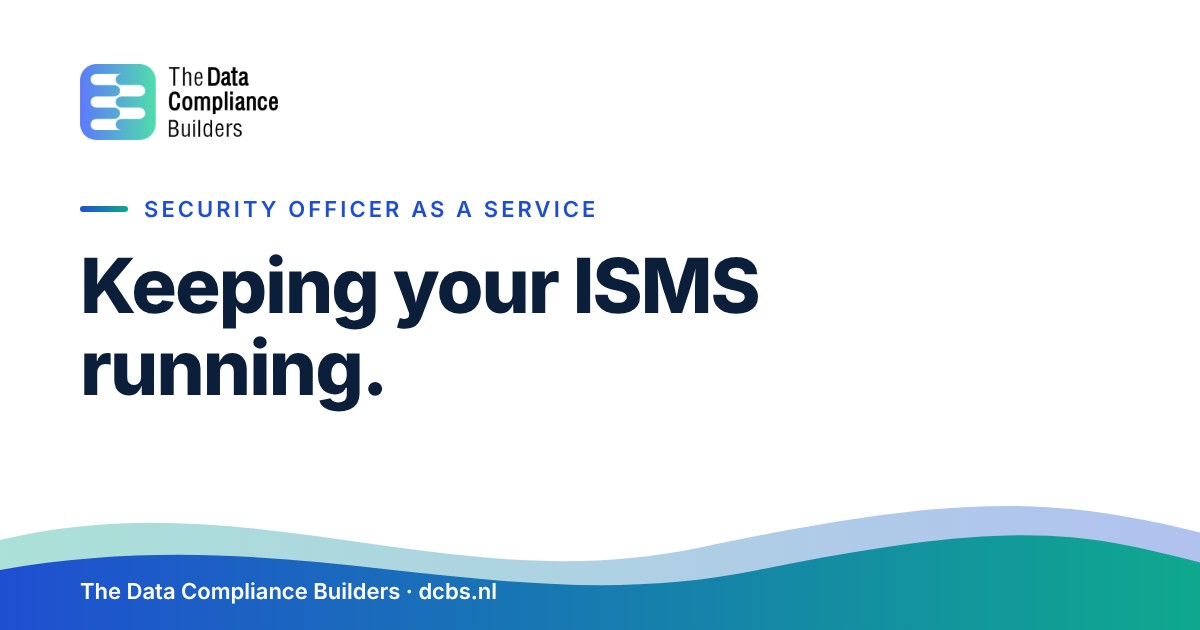 The Data
Compliance
Builders
SECURITY OFFICER AS A SERVICE
Keeping your ISMS
running.
The Data Compliance Builders · dcbs.nl